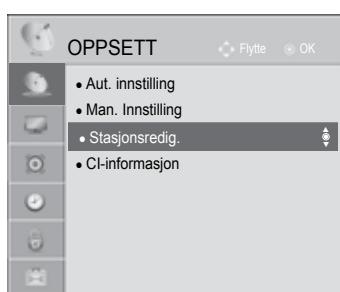 OPPSETT Flytte OK
• Aut. innstilling
• Man. Innstilling
• Stasjonsredig.
• CI-informasjon